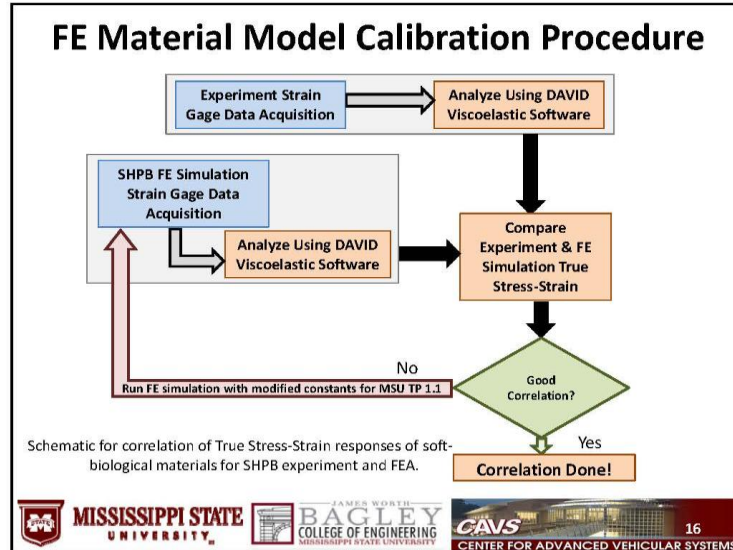 FE Material Model Calibration Procedure
Experiment Strain
Gage Data Acquisition
Analyze Using DAVID
Viscoelastic Software
SHPB FE Simulation
Strain Gage Data
Acquisition
Analyze Using DAVID
Viscoelastic Software
Compare
Experiment & FE
Simulation True
Stress-Strain
No
Run FE simulation with modified constants for MSU TP 1.1
Good
Correlation?
Yes
Correlation Done!
Schematic for correlation of True Stress-Strain responses of soft-
biological materials for SHPB experiment and FEA.
MISSISSIPPI STATE
UNIVERSITY
JAMES WORTH
BAGLEY
COLLEGE OF ENGINEERING
MISSISSIPPI STATE UNIVERSITY
CAVS
16
CENTER FOR ADVANCED VEHICULAR SYSTEMS